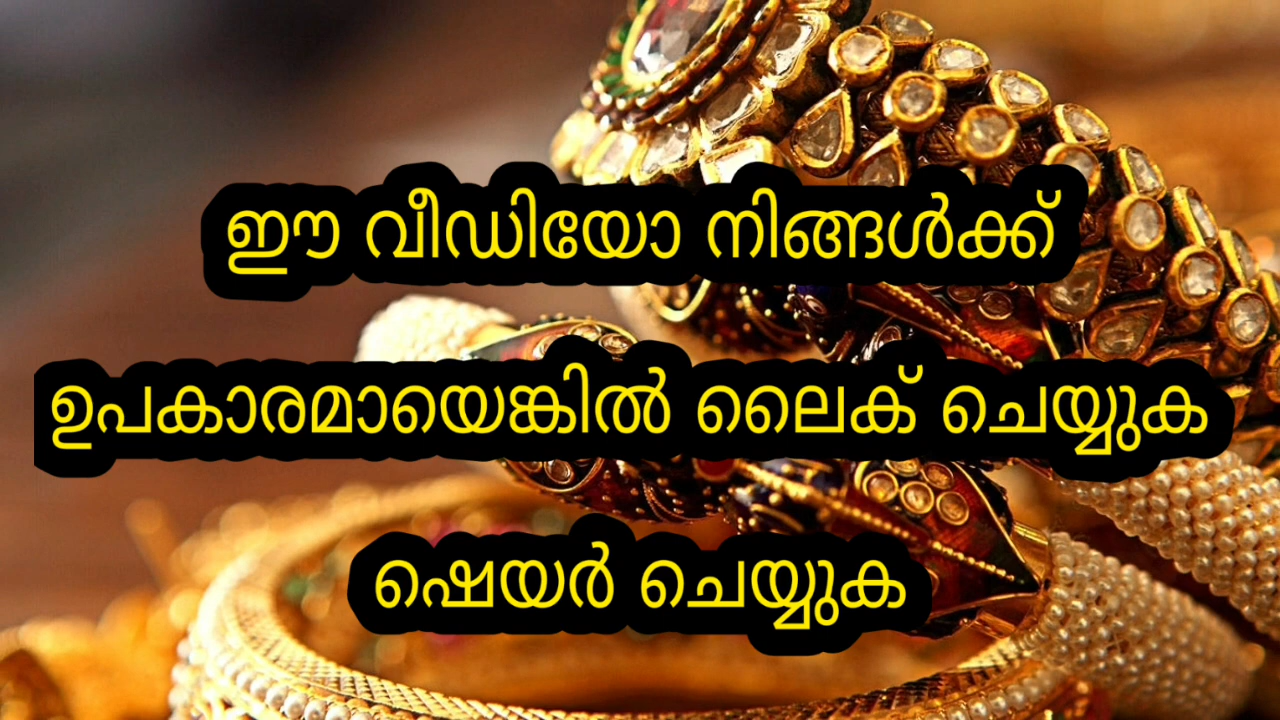 ഈ വീഡിയോ നിങ്ങൾക്ക്
ഉപകാരമായെങ്കിൽ ലൈക് ചെയ്യുക
ഷെയർ ചെയ്യുക